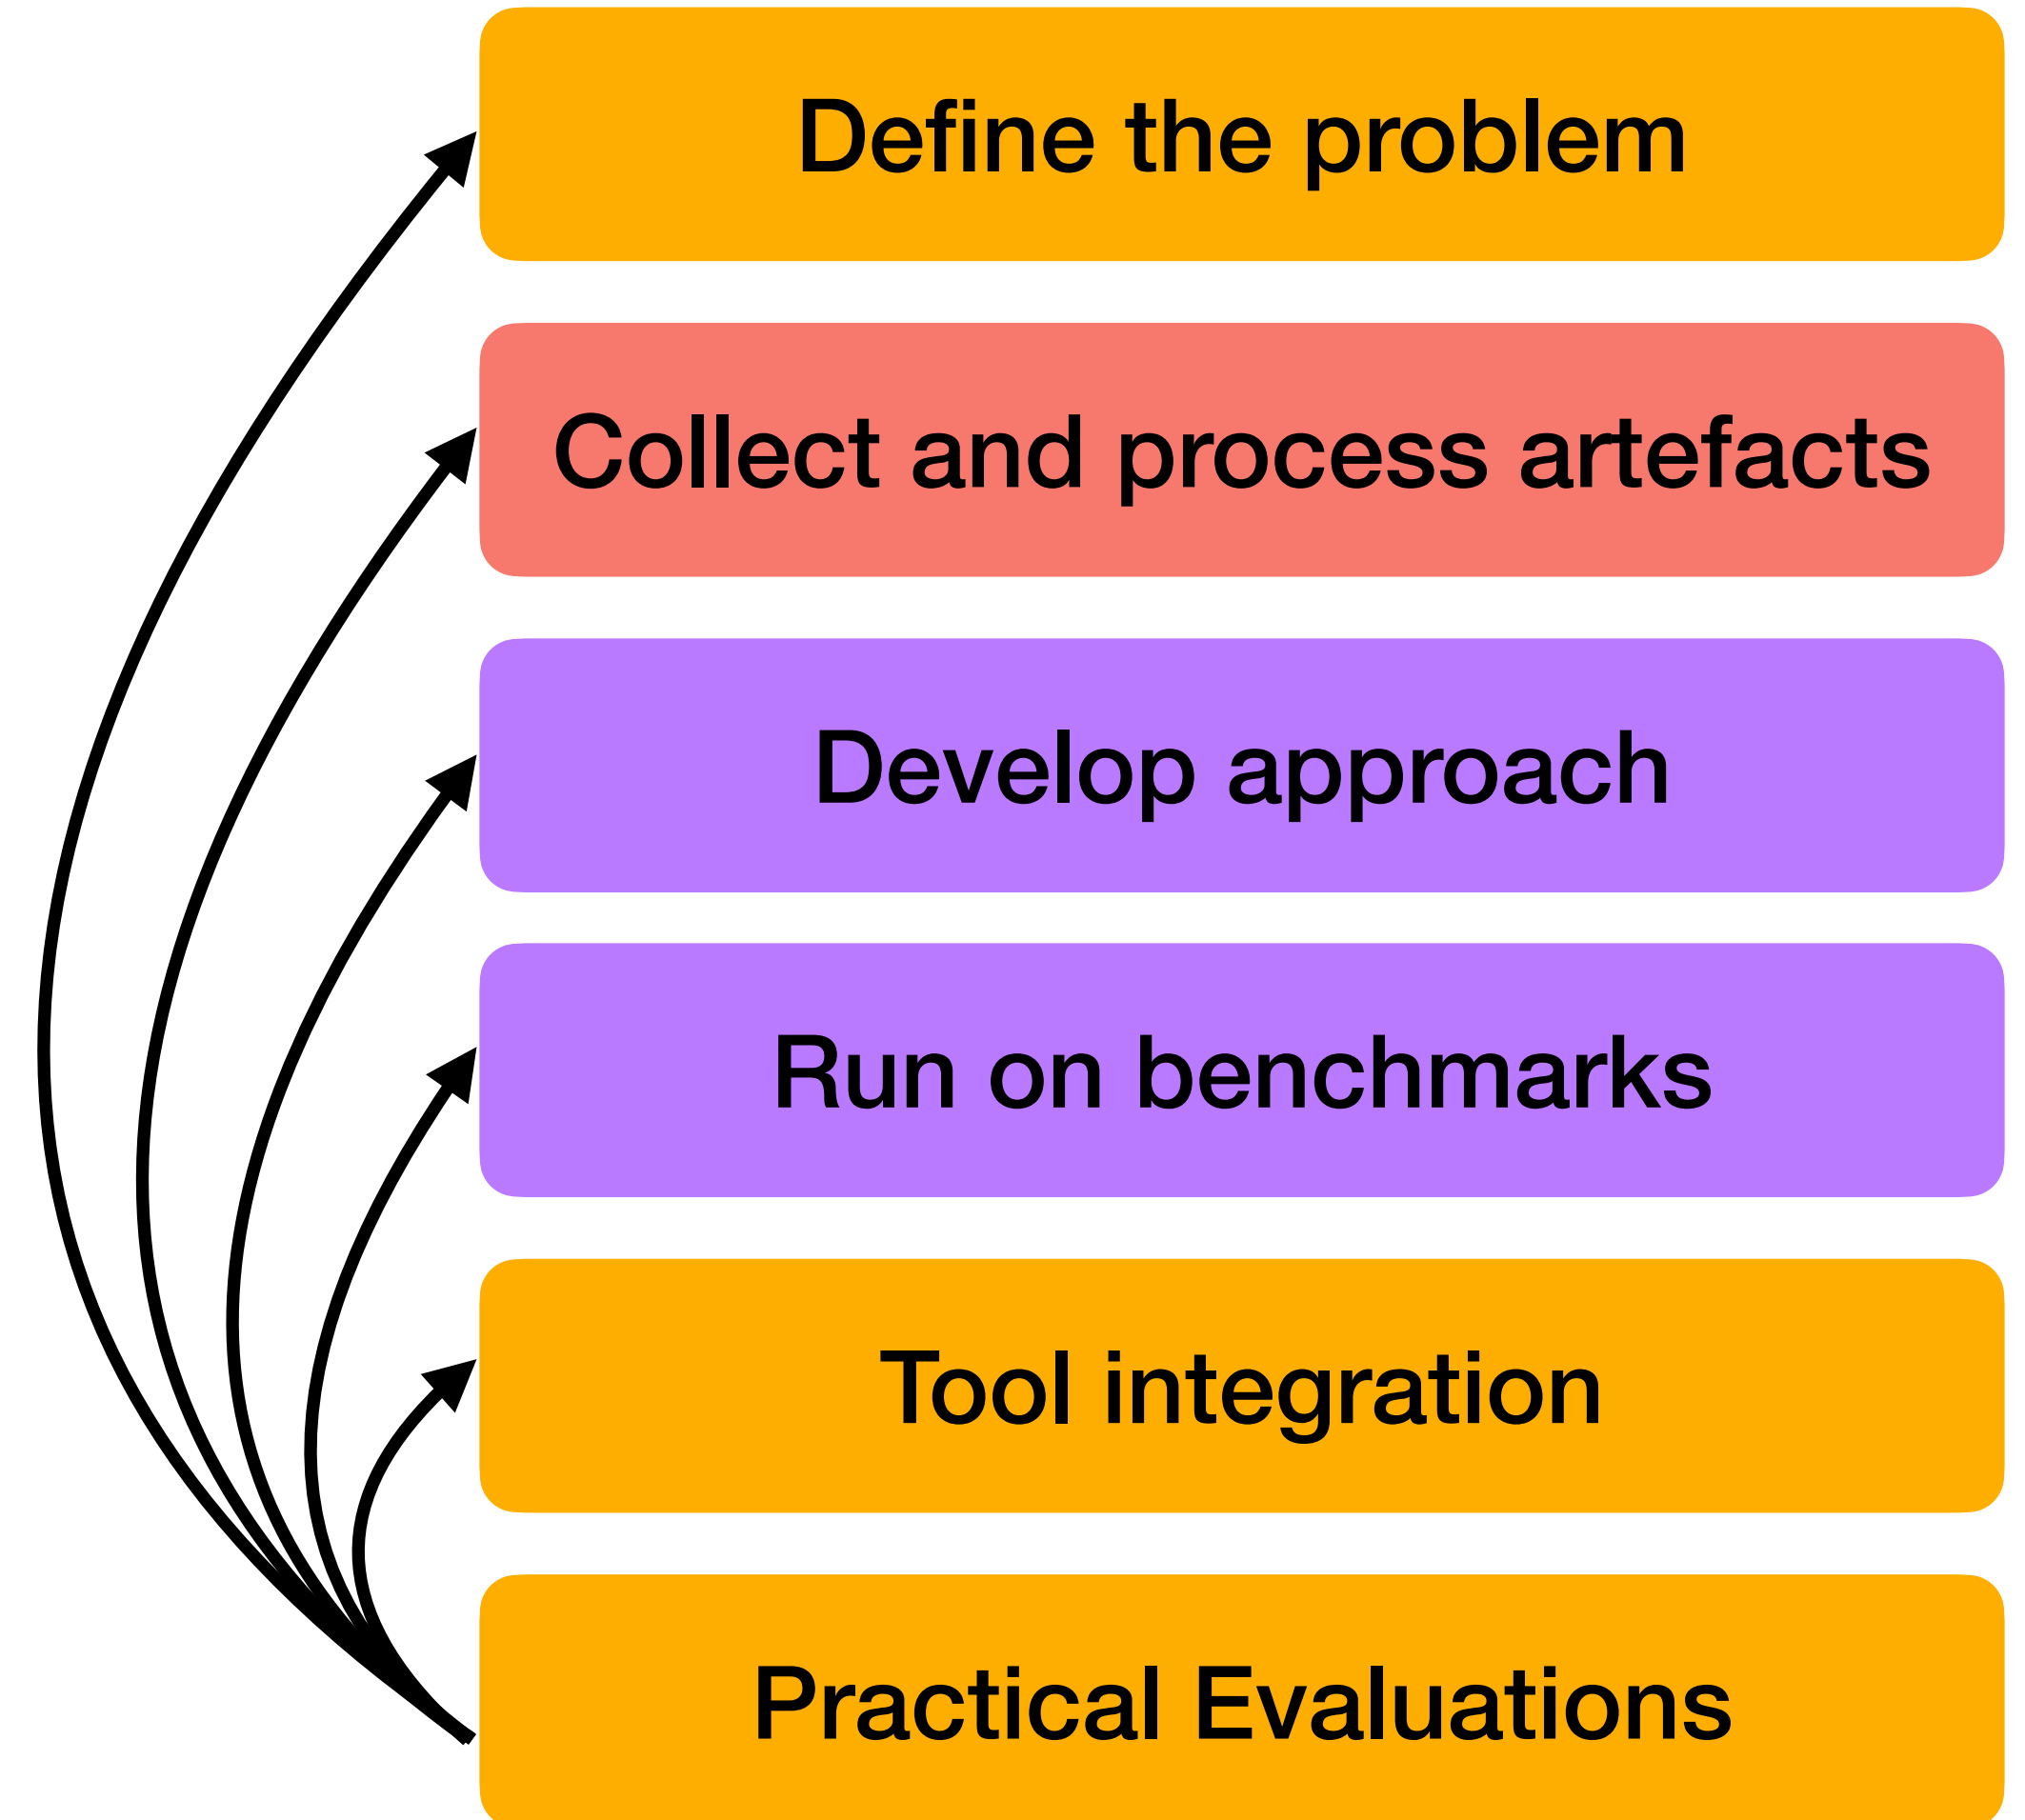 Define the problem
Collect and process artefacts
Develop approach
Run on benchmarks
Tool integration
Practical Evaluations